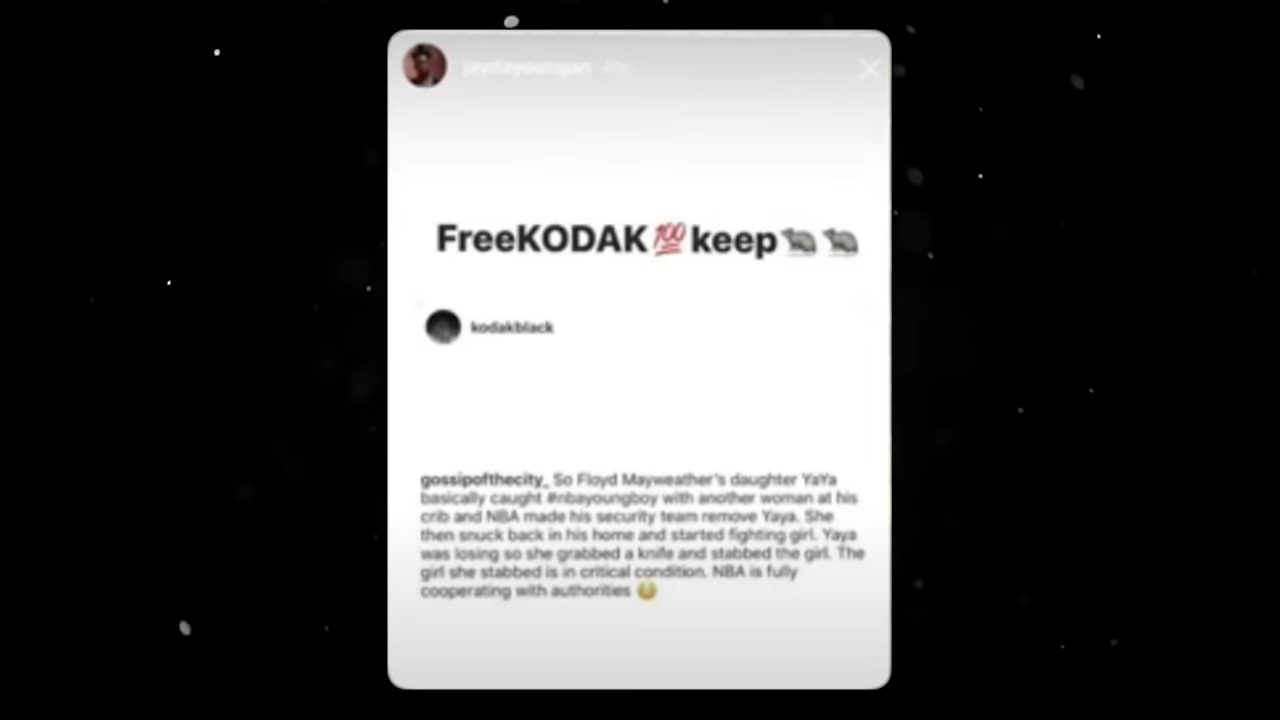 jaydayoungan
FreeKODAK💯keep🐀🐀
kodakblack
gossipofthecity_ So Floyd Mayweather's daughter YaYa
basically caught #nbayoungboy with another woman at his
crib and NBA made his security team remove Yaya. She
then snuck back in his home and started fighting girl. Yaya
was losing so she grabbed a knife and stabbed the girl. The
girl she stabbed is in critical condition. NBA is fully
cooperating with authorities 😳